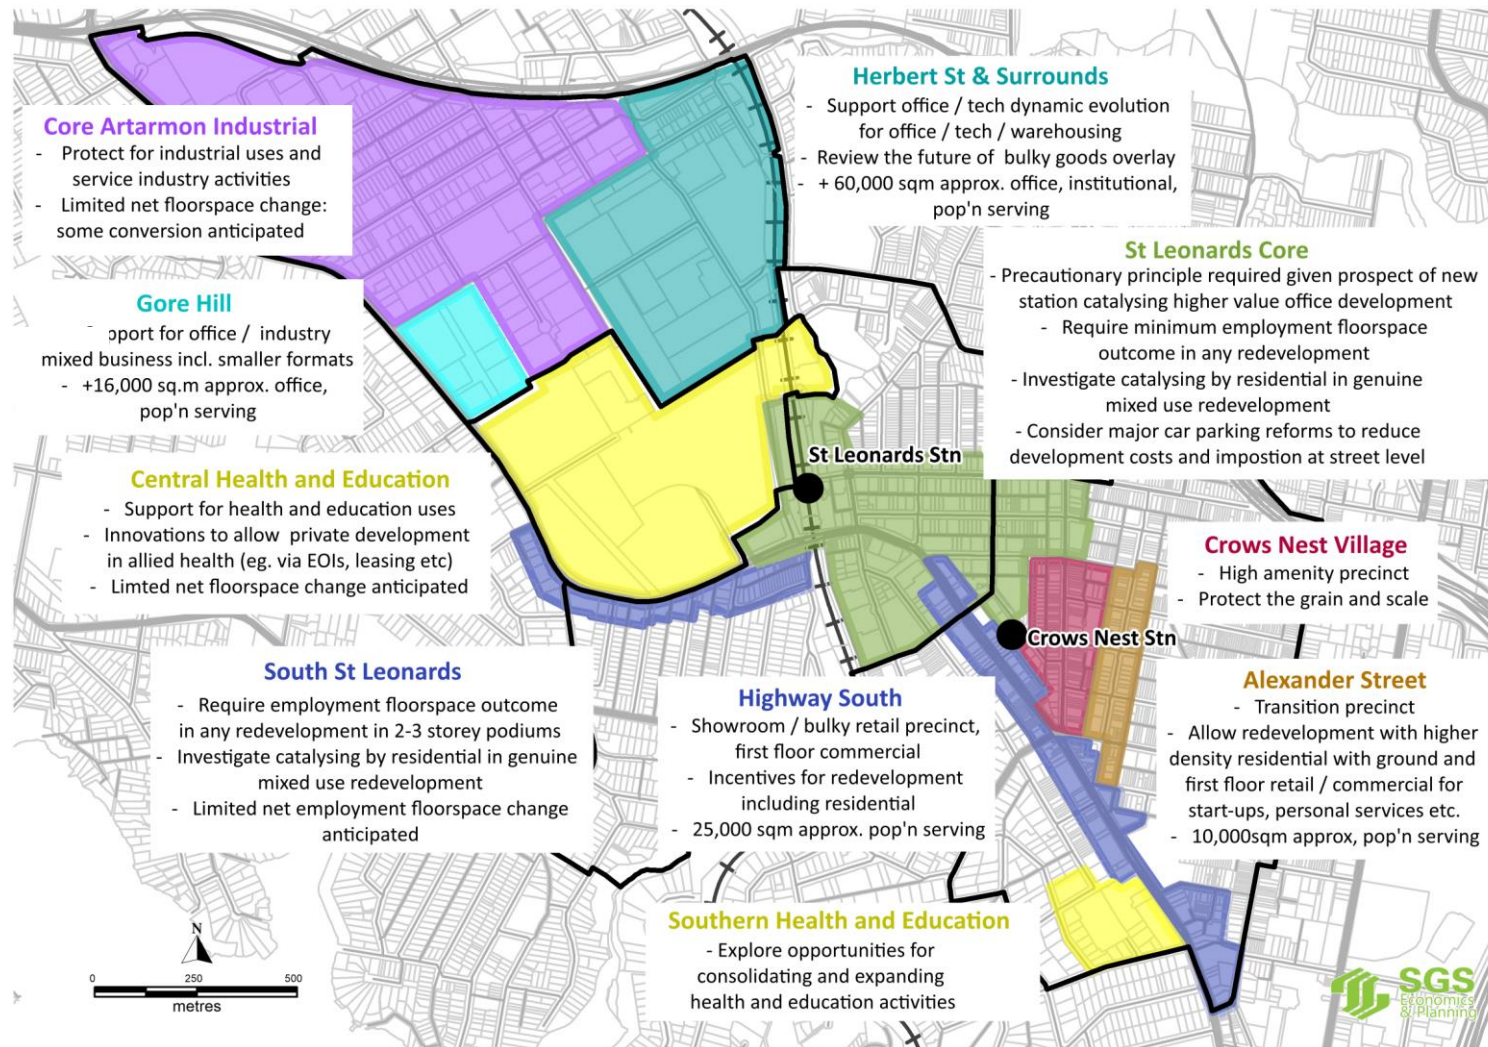 Core Artarmon Industrial
- Protect for industrial uses and
service industry activities
- Limited net floorspace change:
some conversion anticipated
Herbert St & Surrounds
- Support office / tech dynamic evolution
for office / tech / warehousing
- Review the future of bulky goods overlay
- + 60,000 sqm approx. office, institutional,
pop'n serving
Gore Hill
pport for office / industry
mixed business incl. smaller formats
- +16,000 sq.m approx. office,
pop'n serving
St Leonards Core
- Precautionary principle required given prospect of new
station catalysing higher value office development
- Require minimum employment floorspace
outcome in any redevelopment
- Investigate catalysing by residential in genuine
mixed use redevelopment
- Consider major car parking reforms to reduce
development costs and impostion at street level
St Leonards Stn
Central Health and Education
- Support for health and education uses
- Innovations to allow private development
in allied health (eg. via EOIs, leasing etc)
- Limted net floorspace change anticipated
Crows Nest Village
- High amenity precinct
- Protect the grain and scale
Crows Nest Stn
South St Leonards
- Require employment floorspace outcome
in any redevelopment in 2-3 storey podiums
- Investigate catalysing by residential in genuine
mixed use redevelopment
- Limited net employment floorspace change
anticipated
Highway South
- Showroom / bulky retail precinct,
first floor commercial
- Incentives for redevelopment
including residential
- 25,000 sqm approx. pop'n serving
Alexander Street
- Transition precinct
- Allow redevelopment with higher
density residential with ground and
first floor retail / commercial for
start-ups, personal services etc.
- 10,000sqm approx, pop'n serving
Southern Health and Education
- Explore opportunities for
consolidating and expanding
health and education activities
N
0 250 500
metres
SGS
Economics
& Planning